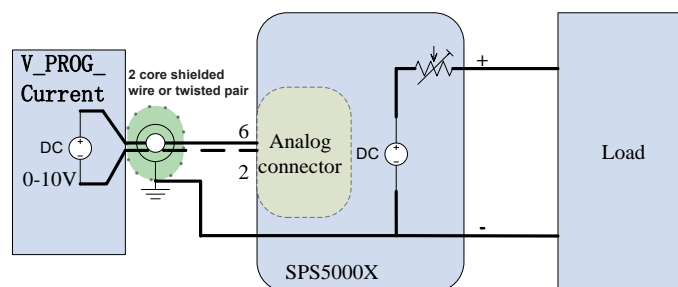 V_PROG_
Current
2 core shielded
wire or twisted pair
DC
0-10V
6
2
Analog
connector
DC
+
-
SPS5000X
Load